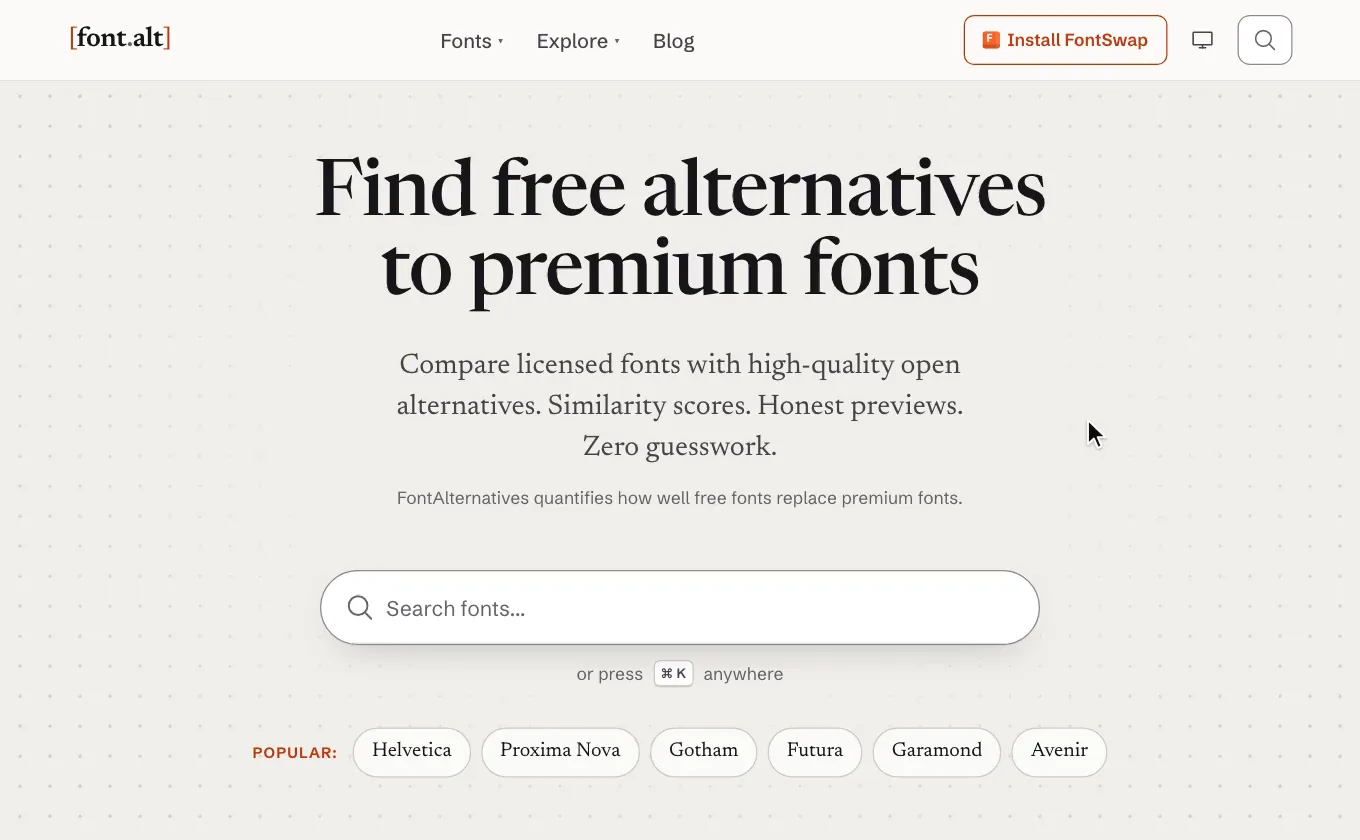 [font.alt]
Fonts ▾ Explore ▾ Blog
F Install FontSwap
Find free alternatives
to premium fonts
Compare licensed fonts with high-quality open
alternatives. Similarity scores. Honest previews.
Zero guesswork.
FontAlternatives quantifies how well free fonts replace premium fonts.
Search fonts...
or press ⌘ K anywhere
POPULAR: Helvetica Proxima Nova Gotham Futura Garamond Avenir